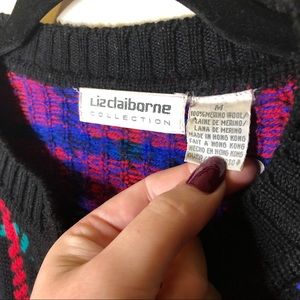 Lizclaiborne
COLLECTION
M
100% MERINO WOOL/
LAINE DE MERINO/
LANA DE MERINO
MADE IN HONG KONG
FAIT A HONG KONG
HECHO EN HONG KONG